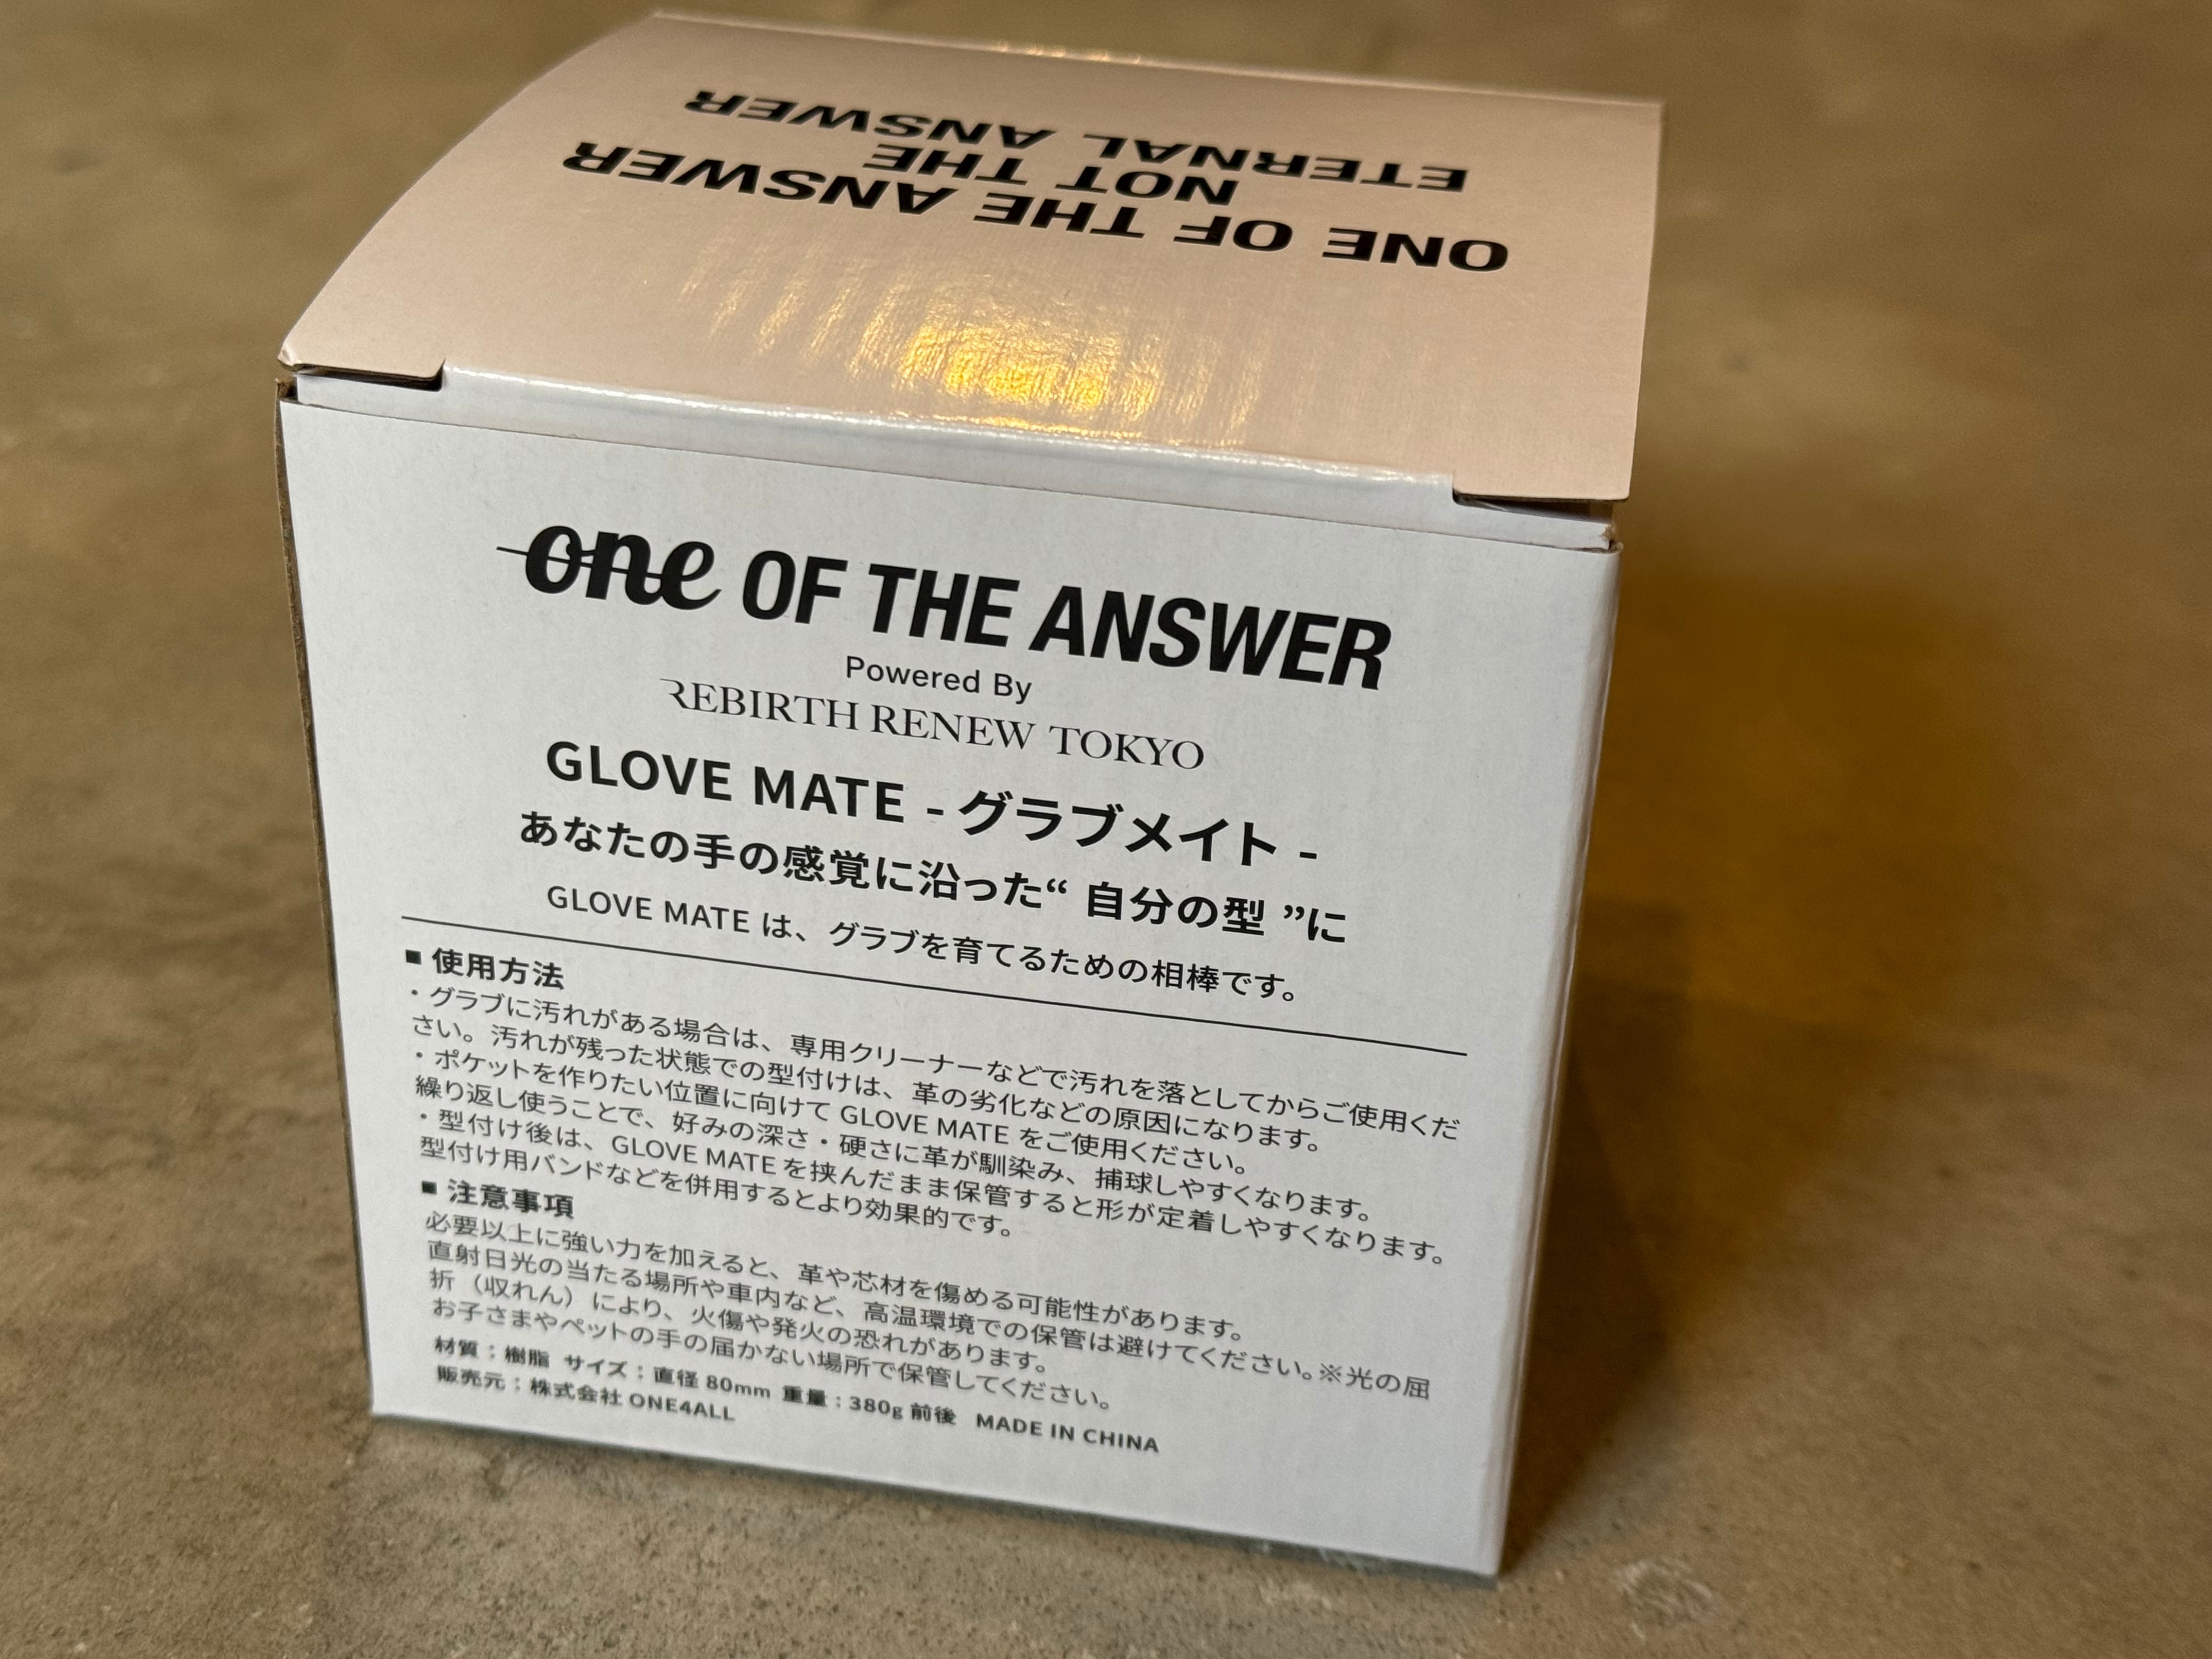 ONE OF THE ANSWER
NOT THE
ETERNAL ANSWER
one OF THE ANSWER
Powered By
REBIRTH RENEW TOKYO
GLOVE MATE - グラブメイト -
あなたの手の感覚に沿った“ 自分の型 ”に
GLOVE MATE は、グラブを育てるための相棒です。
■ 使用方法
・グラブに汚れがある場合は、専用クリーナーなどで汚れを落としてからご使用くだ
さい。汚れが残った状態での型付けは、革の劣化などの原因になります。
・ポケットを作りたい位置に向けて GLOVE MATE をご使用ください。
繰り返し使うことで、好みの深さ・硬さに革が馴染み、捕球しやすくなります。
・型付け後は、GLOVE MATE を挟んだまま保管すると形が定着しやすくなります。
型付け用バンドなどを併用するとより効果的です。
■ 注意事項
必要以上に強い力を加えると、革や芯材を傷める可能性があります。
直射日光の当たる場所や車内など、高温環境での保管は避けてください。※光の屈
折（収れん）により、火傷や発火の恐れがあります。
お子さまやペットの手の届かない場所で保管してください。
材質：樹脂 サイズ：直径 80mm 重量：380g 前後 MADE IN CHINA
販売元：株式会社 ONE4ALL